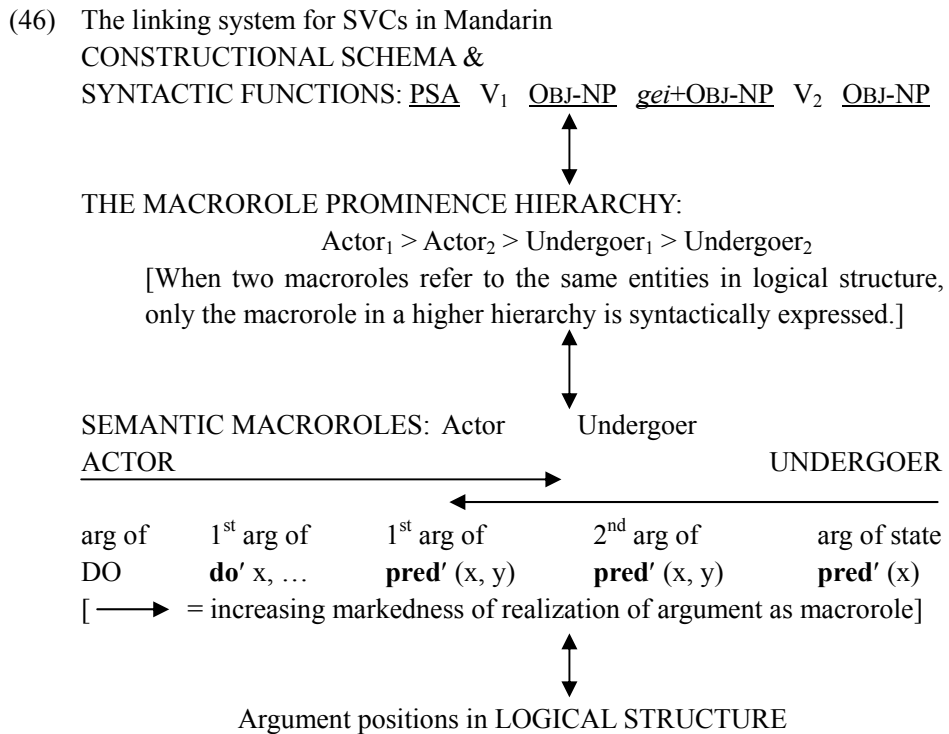 (46) The linking system for SVCs in Mandarin
CONSTRUCTIONAL SCHEMA &
SYNTACTIC FUNCTIONS: PSA V₁ OBJ-NP gei+OBJ-NP V₂ OBJ-NP
THE MACROROLE PROMINENCE HIERARCHY:
Actor₁ > Actor₂ > Undergoer₁ > Undergoer₂
[When two macroroles refer to the same entities in logical structure,
only the macrorole in a higher hierarchy is syntactically expressed.]
SEMANTIC MACROROLES: Actor Undergoer
ACTOR UNDERGOER
arg of 1st arg of 1st arg of 2nd arg of arg of state
DO do′ x, … pred′ (x, y) pred′ (x, y) pred′ (x)
[ → = increasing markedness of realization of argument as macrorole]
Argument positions in LOGICAL STRUCTURE